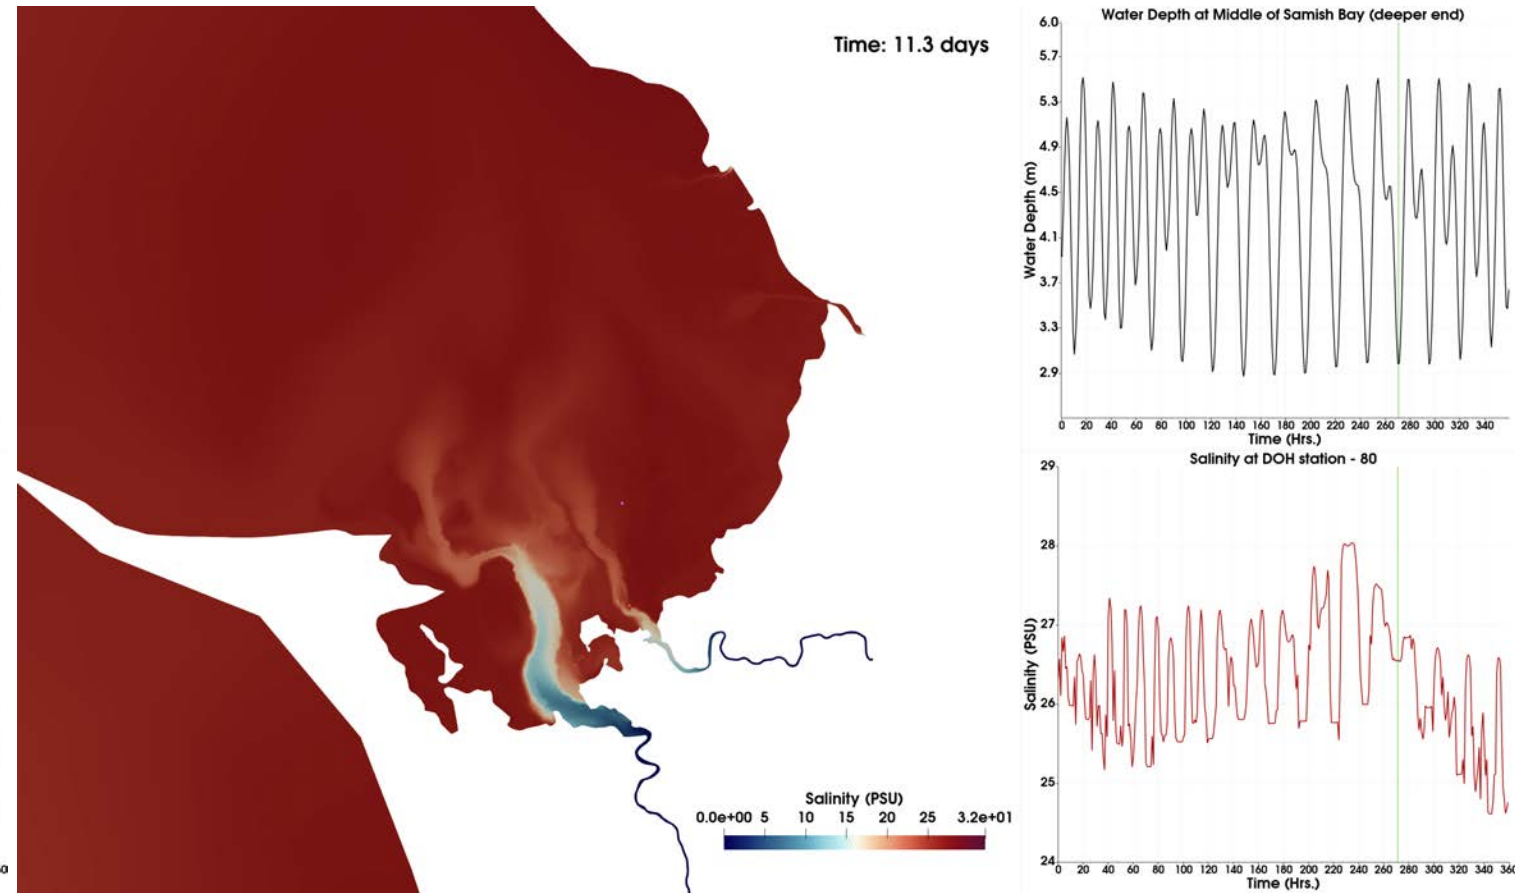 Time: 11.3 days
Salinity (PSU)
0.0e+00 5 10 15 20 25 3.2e+01
Water Depth at Middle of Samish Bay (deeper end)
6.0
5.7
5.3
4.9
4.5
4.1
3.7
3.3
2.9
Water Depth (m)
0 20 40 60 80 100 120 140 160 180 200 220 240 260 280 300 320 340
Time (Hrs.)
Salinity at DOH station - 80
29
28
27
26
25
24
Salinity (PSU)
0 20 40 60 80 100 120 140 160 180 200 220 240 260 280 300 320 340 360
Time (Hrs.)